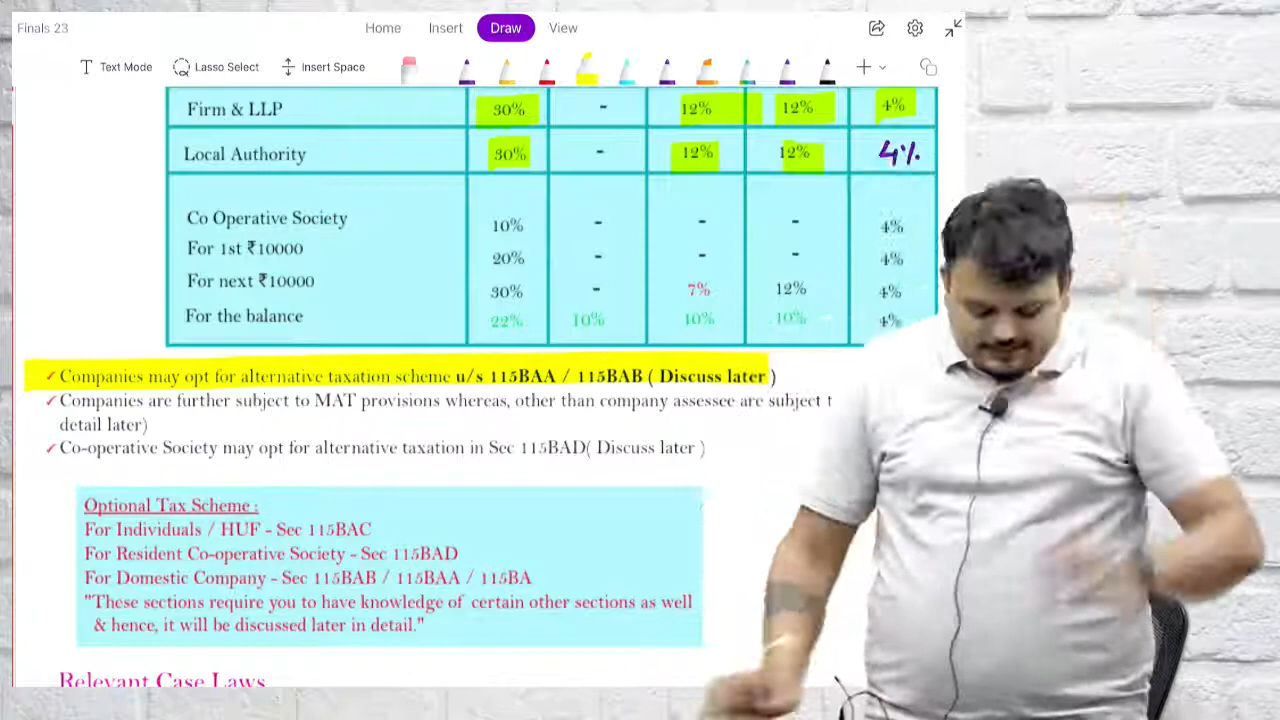 Finals 23
Home Insert Draw View
Text Mode Lasso Select Insert Space
Firm & LLP 30% - 12% 12% 4%
Local Authority 30% - 12% 12% 4%
Co Operative Society 10% - - - 4%
For 1st ₹10000 20% - - - 4%
For next ₹10000 30% - 7% 12% 4%
For the balance 22% 10% 10% 10% 4%
✓ Companies may opt for alternative taxation scheme u/s 115BAA / 115BAB ( Discuss later )
✓ Companies are further subject to MAT provisions whereas, other than company assessee are subject t
detail later)
✓ Co-operative Society may opt for alternative taxation in Sec 115BAD( Discuss later )
Optional Tax Scheme :
For Individuals / HUF - Sec 115BAC
For Resident Co-operative Society - Sec 115BAD
For Domestic Company - Sec 115BAB / 115BAA / 115BA
"These sections require you to have knowledge of certain other sections as well
& hence, it will be discussed later in detail."
Relevant Case Laws